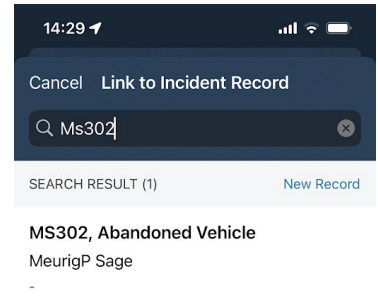 14:29
Cancel Link to Incident Record
Ms302
SEARCH RESULT (1) New Record
MS302, Abandoned Vehicle
MeurigP Sage
-